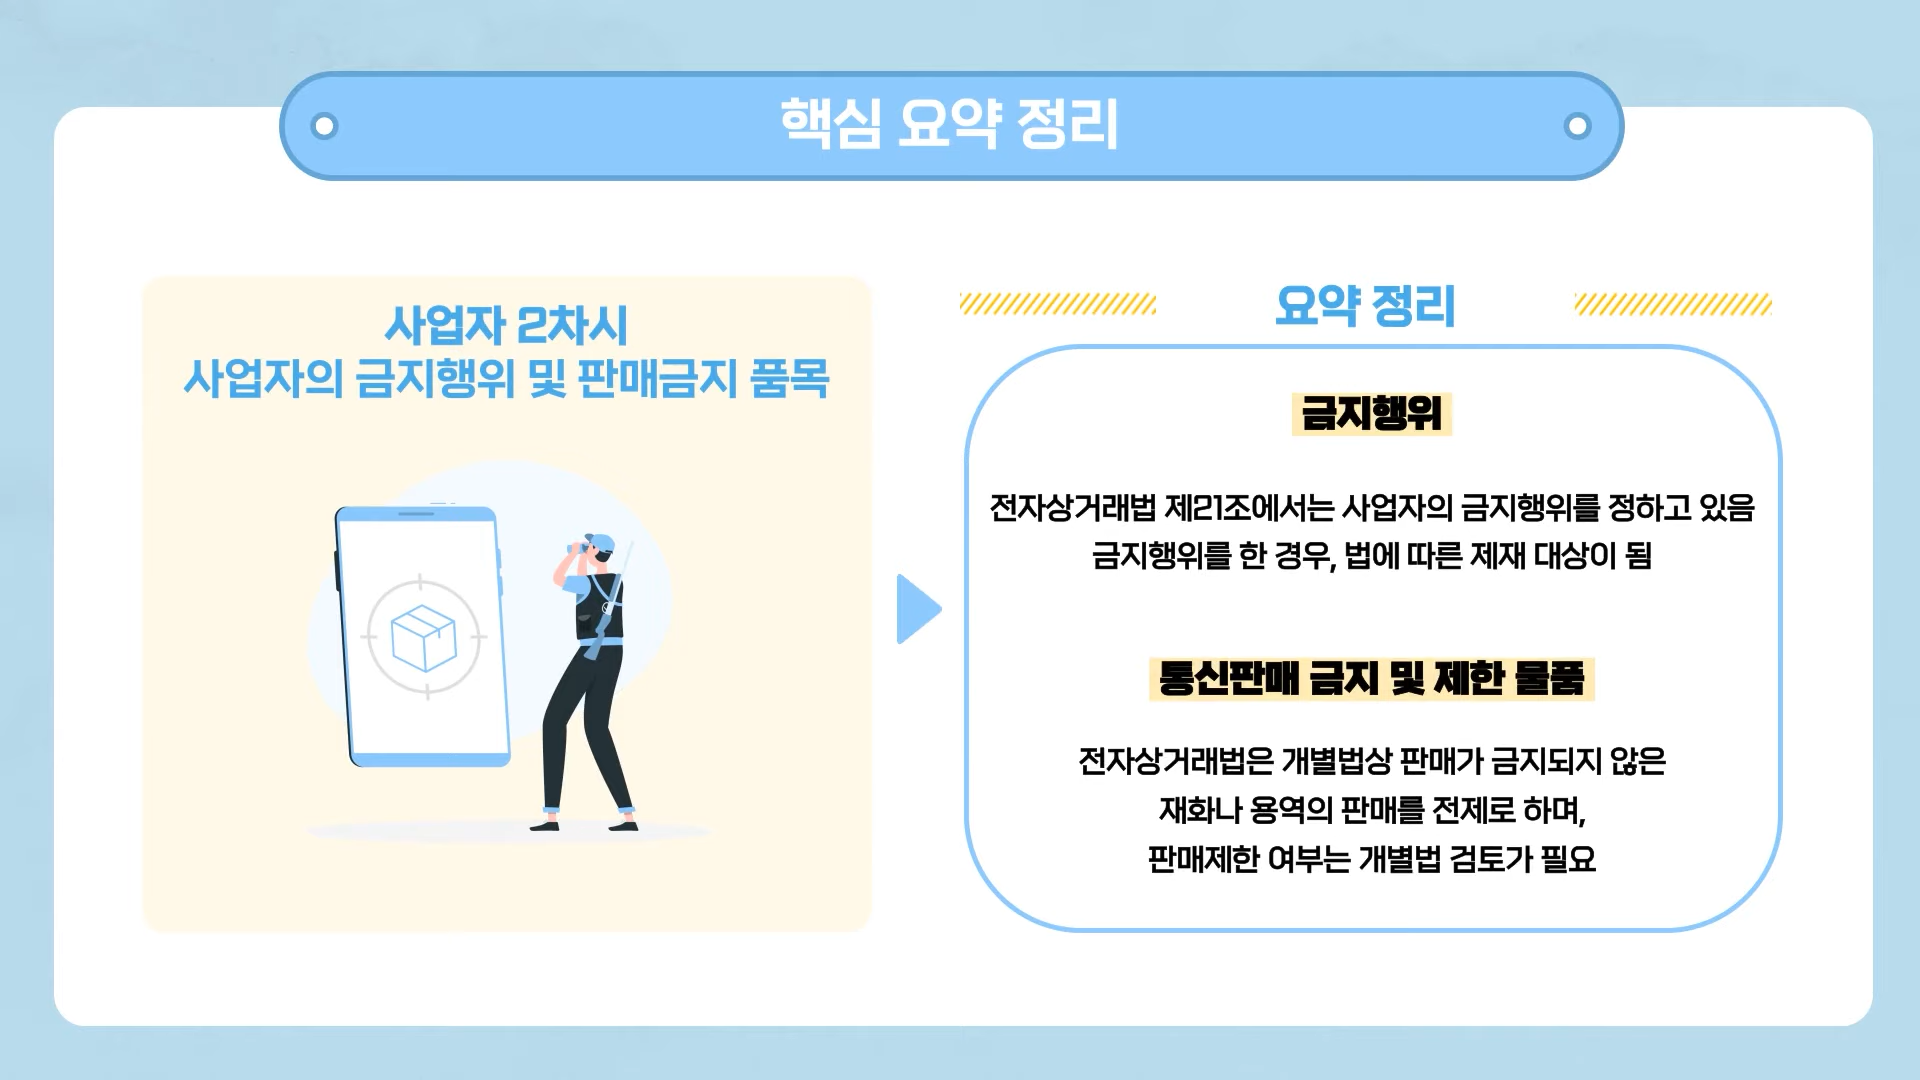 핵심 요약 정리
사업자 2차시
사업자의 금지행위 및 판매금지 품목
요약 정리
금지행위
전자상거래법 제21조에서는 사업자의 금지행위를 정하고 있음
금지행위를 한 경우, 법에 따른 제재 대상이 됨
통신판매 금지 및 제한 물품
전자상거래법은 개별법상 판매가 금지되지 않은
재화나 용역의 판매를 전제로 하며,
판매제한 여부는 개별법 검토가 필요